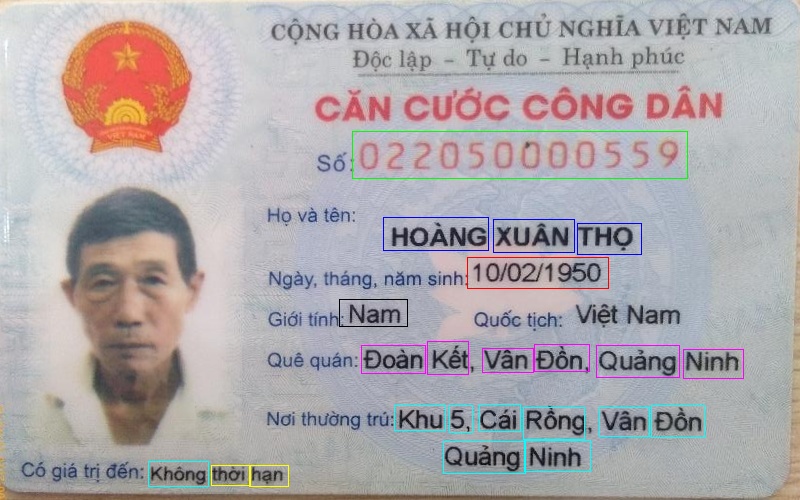 CỘNG HÒA XÃ HỘI CHỦ NGHĨA VIỆT NAM
Độc lập - Tự do - Hạnh phúc
CĂN CƯỚC CÔNG DÂN
Số: 022050000559
Họ và tên: HOÀNG XUÂN THỌ
Ngày, tháng, năm sinh: 10/02/1950
Giới tính: Nam Quốc tịch: Việt Nam
Quê quán: Đoàn Kết, Vân Đồn, Quảng Ninh
Nơi thường trú: Khu 5, Cái Rồng, Vân Đồn
Quảng Ninh
Có giá trị đến: Không thời hạn
VIỆT NAM